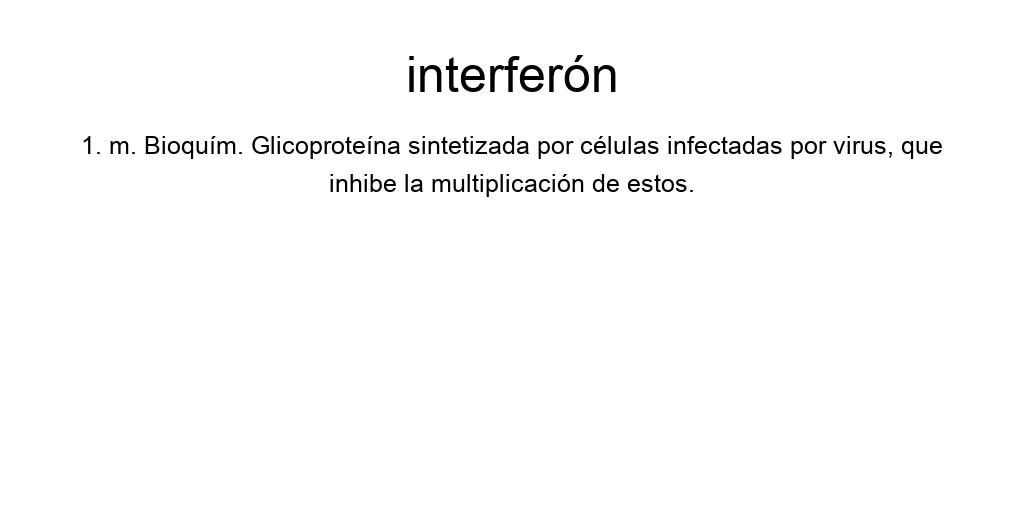 interferón
1. m. Bioquím. Glicoproteína sintetizada por células infectadas por virus, que
inhibe la multiplicación de estos.